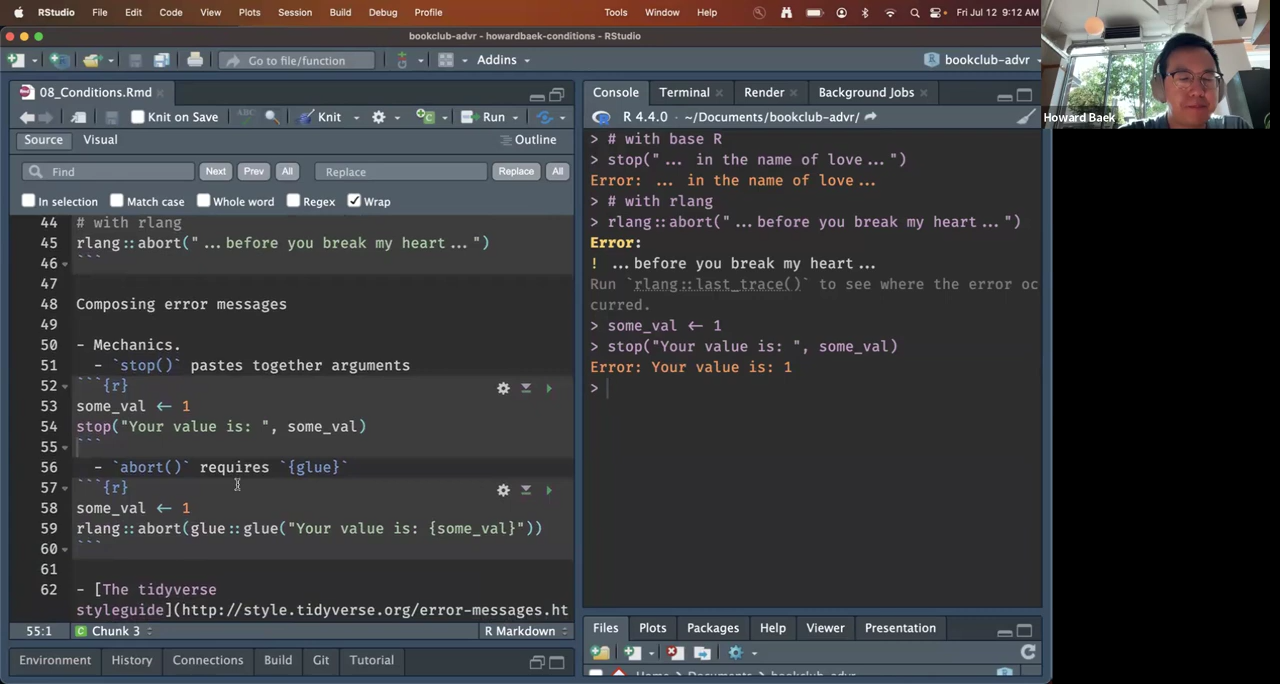 RStudio File Edit Code View Plots Session Build Debug Profile Tools Window Help Fri Jul 12 9:12 AM
bookclub-advr - howardbaek-conditions - RStudio
Go to file/function Addins bookclub-advr
08_Conditions.Rmd
Knit on Save ABC Knit Run
Source Visual Outline
Find Next Prev All Replace Replace All
In selection Match case Whole word Regex Wrap
44 # with rlang
45 rlang::abort("...before you break my heart...")
46 ```
47
48 Composing error messages
49
50 - Mechanics.
51 - `stop()` pastes together arguments
52 ```{r}
53 some_val <- 1
54 stop("Your value is: ", some_val)
55 ```
56 - `abort()` requires `{glue}`
57 ```{r}
58 some_val <- 1
59 rlang::abort(glue::glue("Your value is: {some_val}"))
60 ```
61
62 - [The tidyverse
styleguide](http://style.tidyverse.org/error-messages.ht
55:1 C Chunk 3 R Markdown
Environment History Connections Build Git Tutorial
Console Terminal Render Background Jobs
R 4.4.0 · ~/Documents/bookclub-advr/
> # with base R
> stop("... in the name of love...")
Error: ... in the name of love...
> # with rlang
> rlang::abort("...before you break my heart...")
Error:
! ...before you break my heart...
Run `rlang::last_trace()` to see where the error oc
curred.
> some_val <- 1
> stop("Your value is: ", some_val)
Error: Your value is: 1
>
Files Plots Packages Help Viewer Presentation
Howard Baek